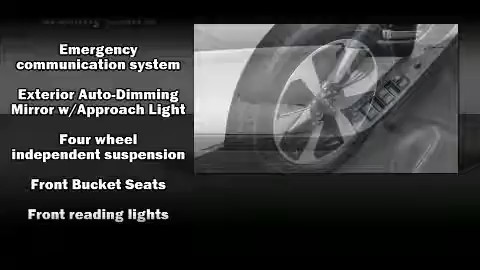 Emergency
communication system
Exterior Auto-Dimming
Mirror w/Approach Light
Four wheel
independent suspension
Front Bucket Seats
Front reading lights